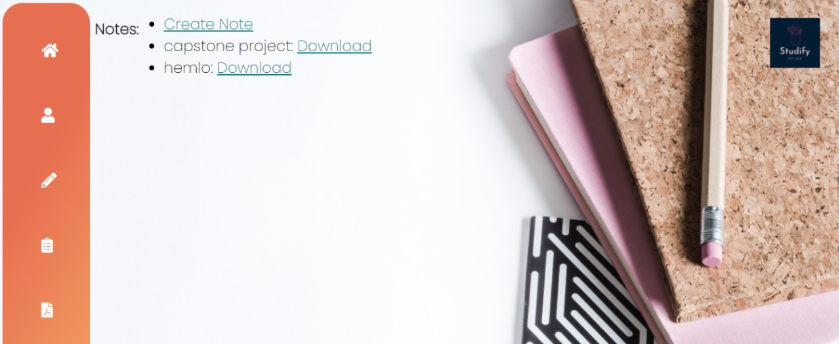 Notes:
Create Note
capstone project: Download
hemlo: Download
Studify